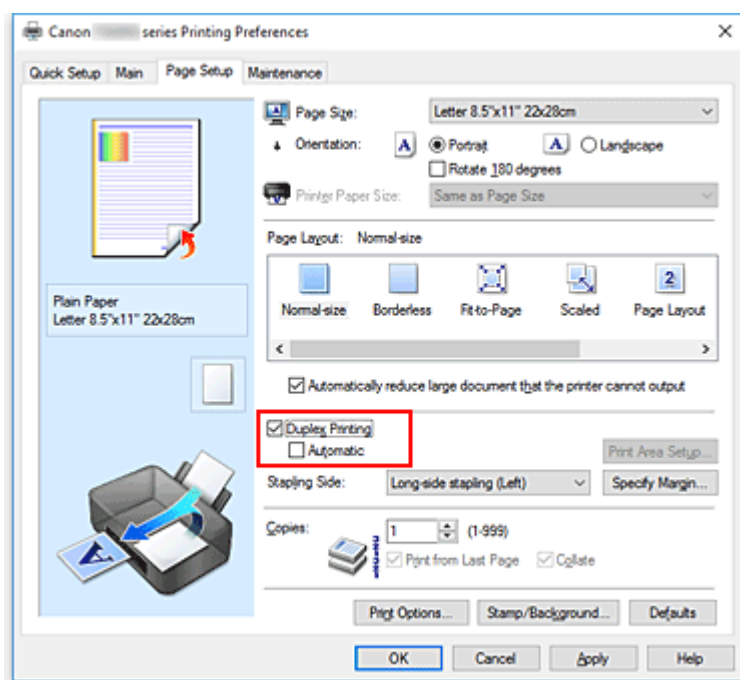 Canon series Printing Preferences
Quick Setup Main Page Setup Maintenance
Page Size: Letter 8.5"x11" 22x28cm
Orientation: A Portrait A Landscape
Rotate 180 degrees
Printer Paper Size: Same as Page Size
Page Layout: Normal-size
2
Normal-size Borderless Fit-to-Page Scaled Page Layout
Plain Paper
Letter 8.5"x11" 22x28cm
Automatically reduce large document that the printer cannot output
Duplex Printing
Automatic
Print Area Setup...
Stapling Side: Long-side stapling (Left) Specify Margin...
Copies: 1 (1-999)
Print from Last Page Collate
A
Print Options... Stamp/Background... Defaults
OK Cancel Apply Help